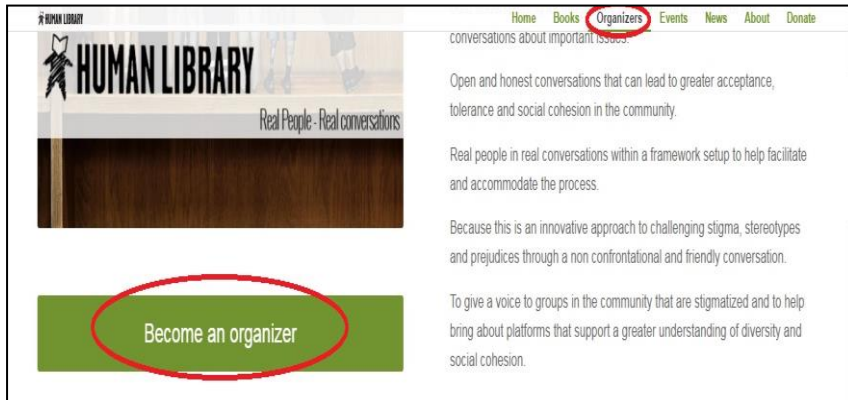 HUMAN LIBRARY
Home Books Organizers Events News About Donate
HUMAN LIBRARY
Real People - Real conversations
Become an organizer
conversations about important issues.
Open and honest conversations that can lead to greater acceptance,
tolerance and social cohesion in the community.
Real people in real conversations within a framework setup to help facilitate
and accommodate the process.
Because this is an innovative approach to challenging stigma, stereotypes
and prejudices through a non confrontational and friendly conversation.
To give a voice to groups in the community that are stigmatized and to help
bring about platforms that support a greater understanding of diversity and
social cohesion.